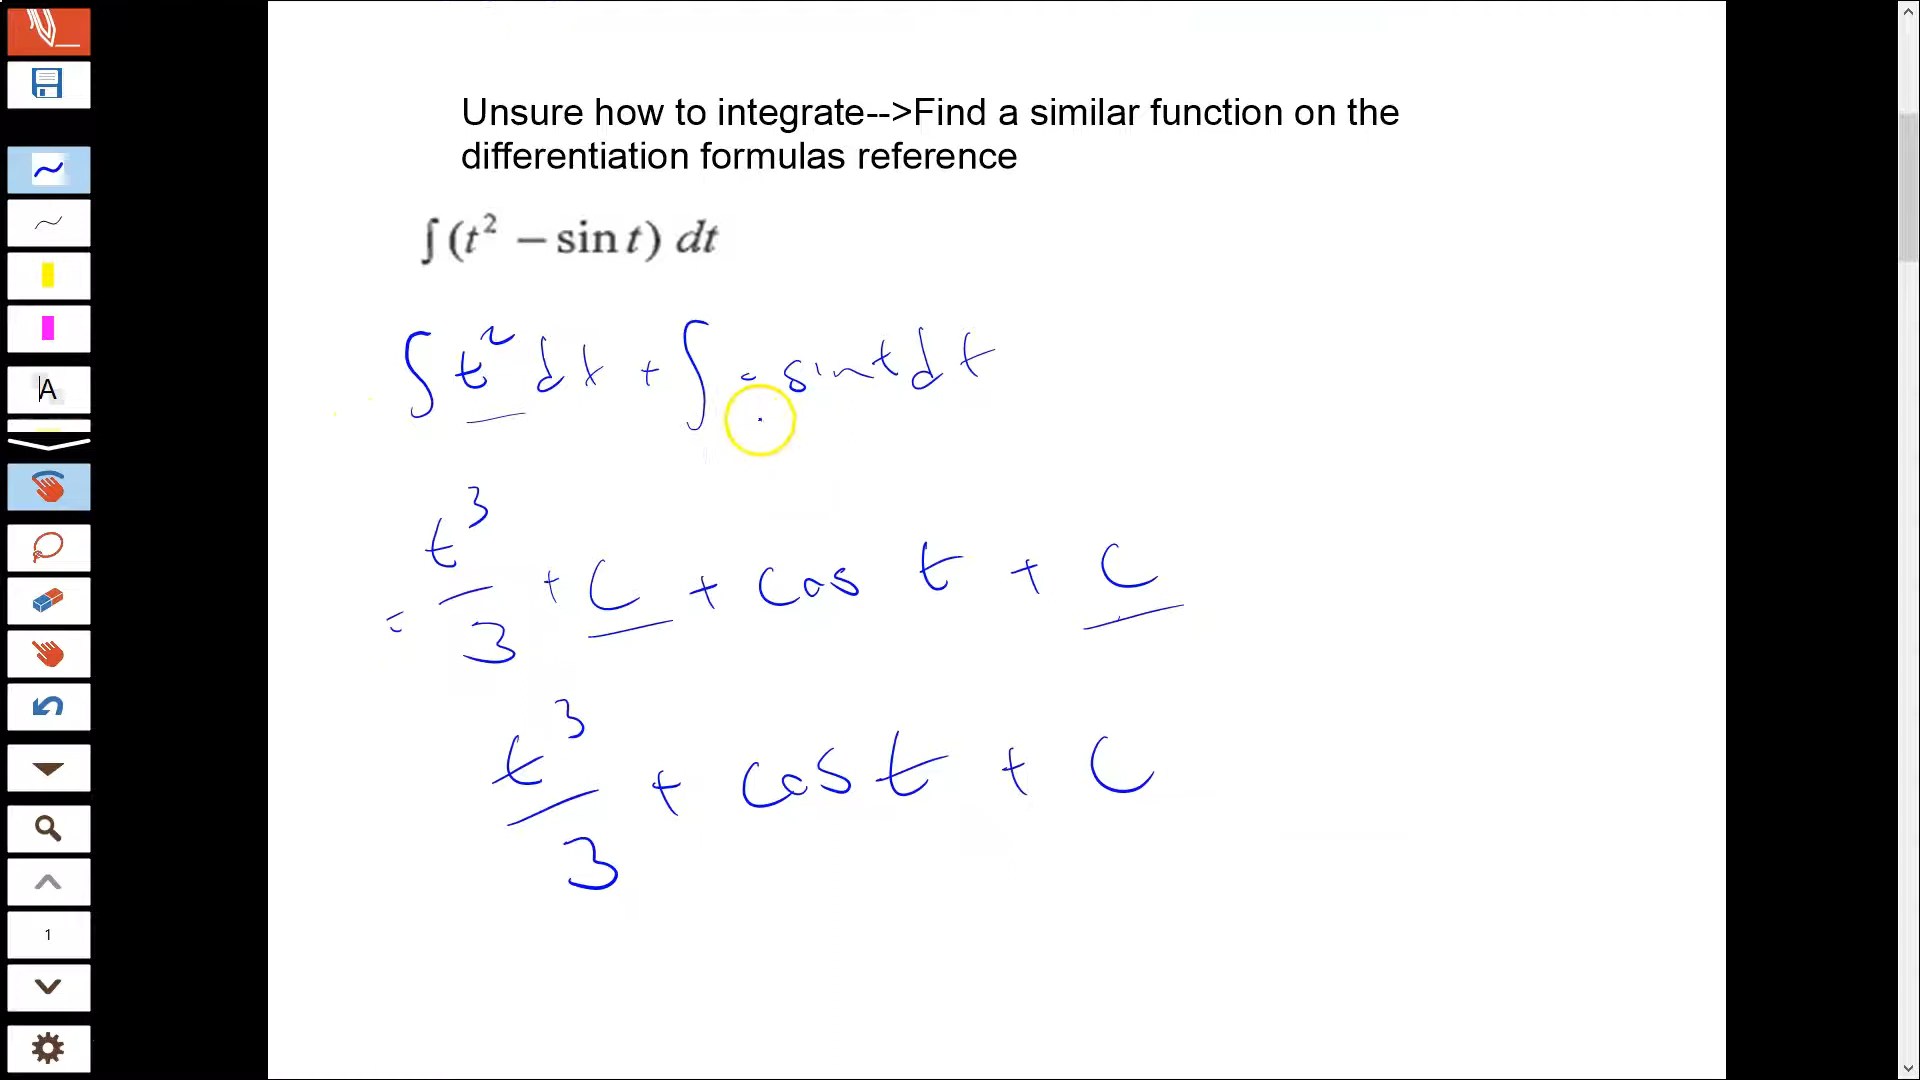 Unsure how to integrate-->Find a similar function on the
differentiation formulas reference
∫(t² − sin t) dt
∫ t² dt + ∫ - sin t dt
= t³/3 + C + cos t + C
t³/3 + cos t + C
A
1